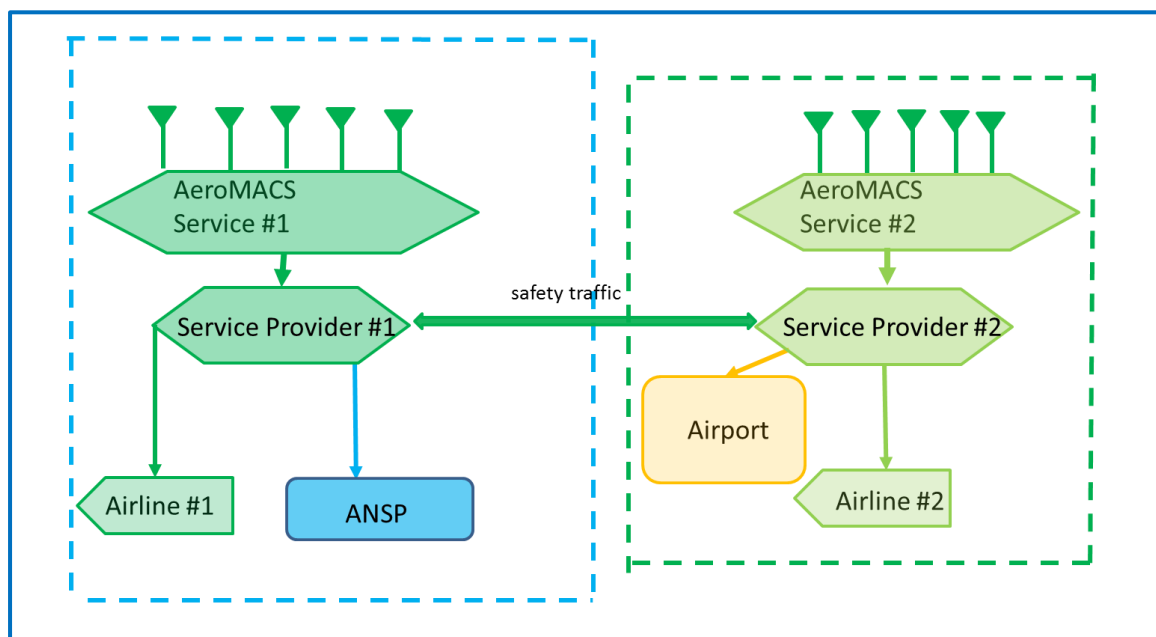 AeroMACS
Service #1
AeroMACS
Service #2
safety traffic
Service Provider #1
Service Provider #2
Airport
Airline #1
ANSP
Airline #2